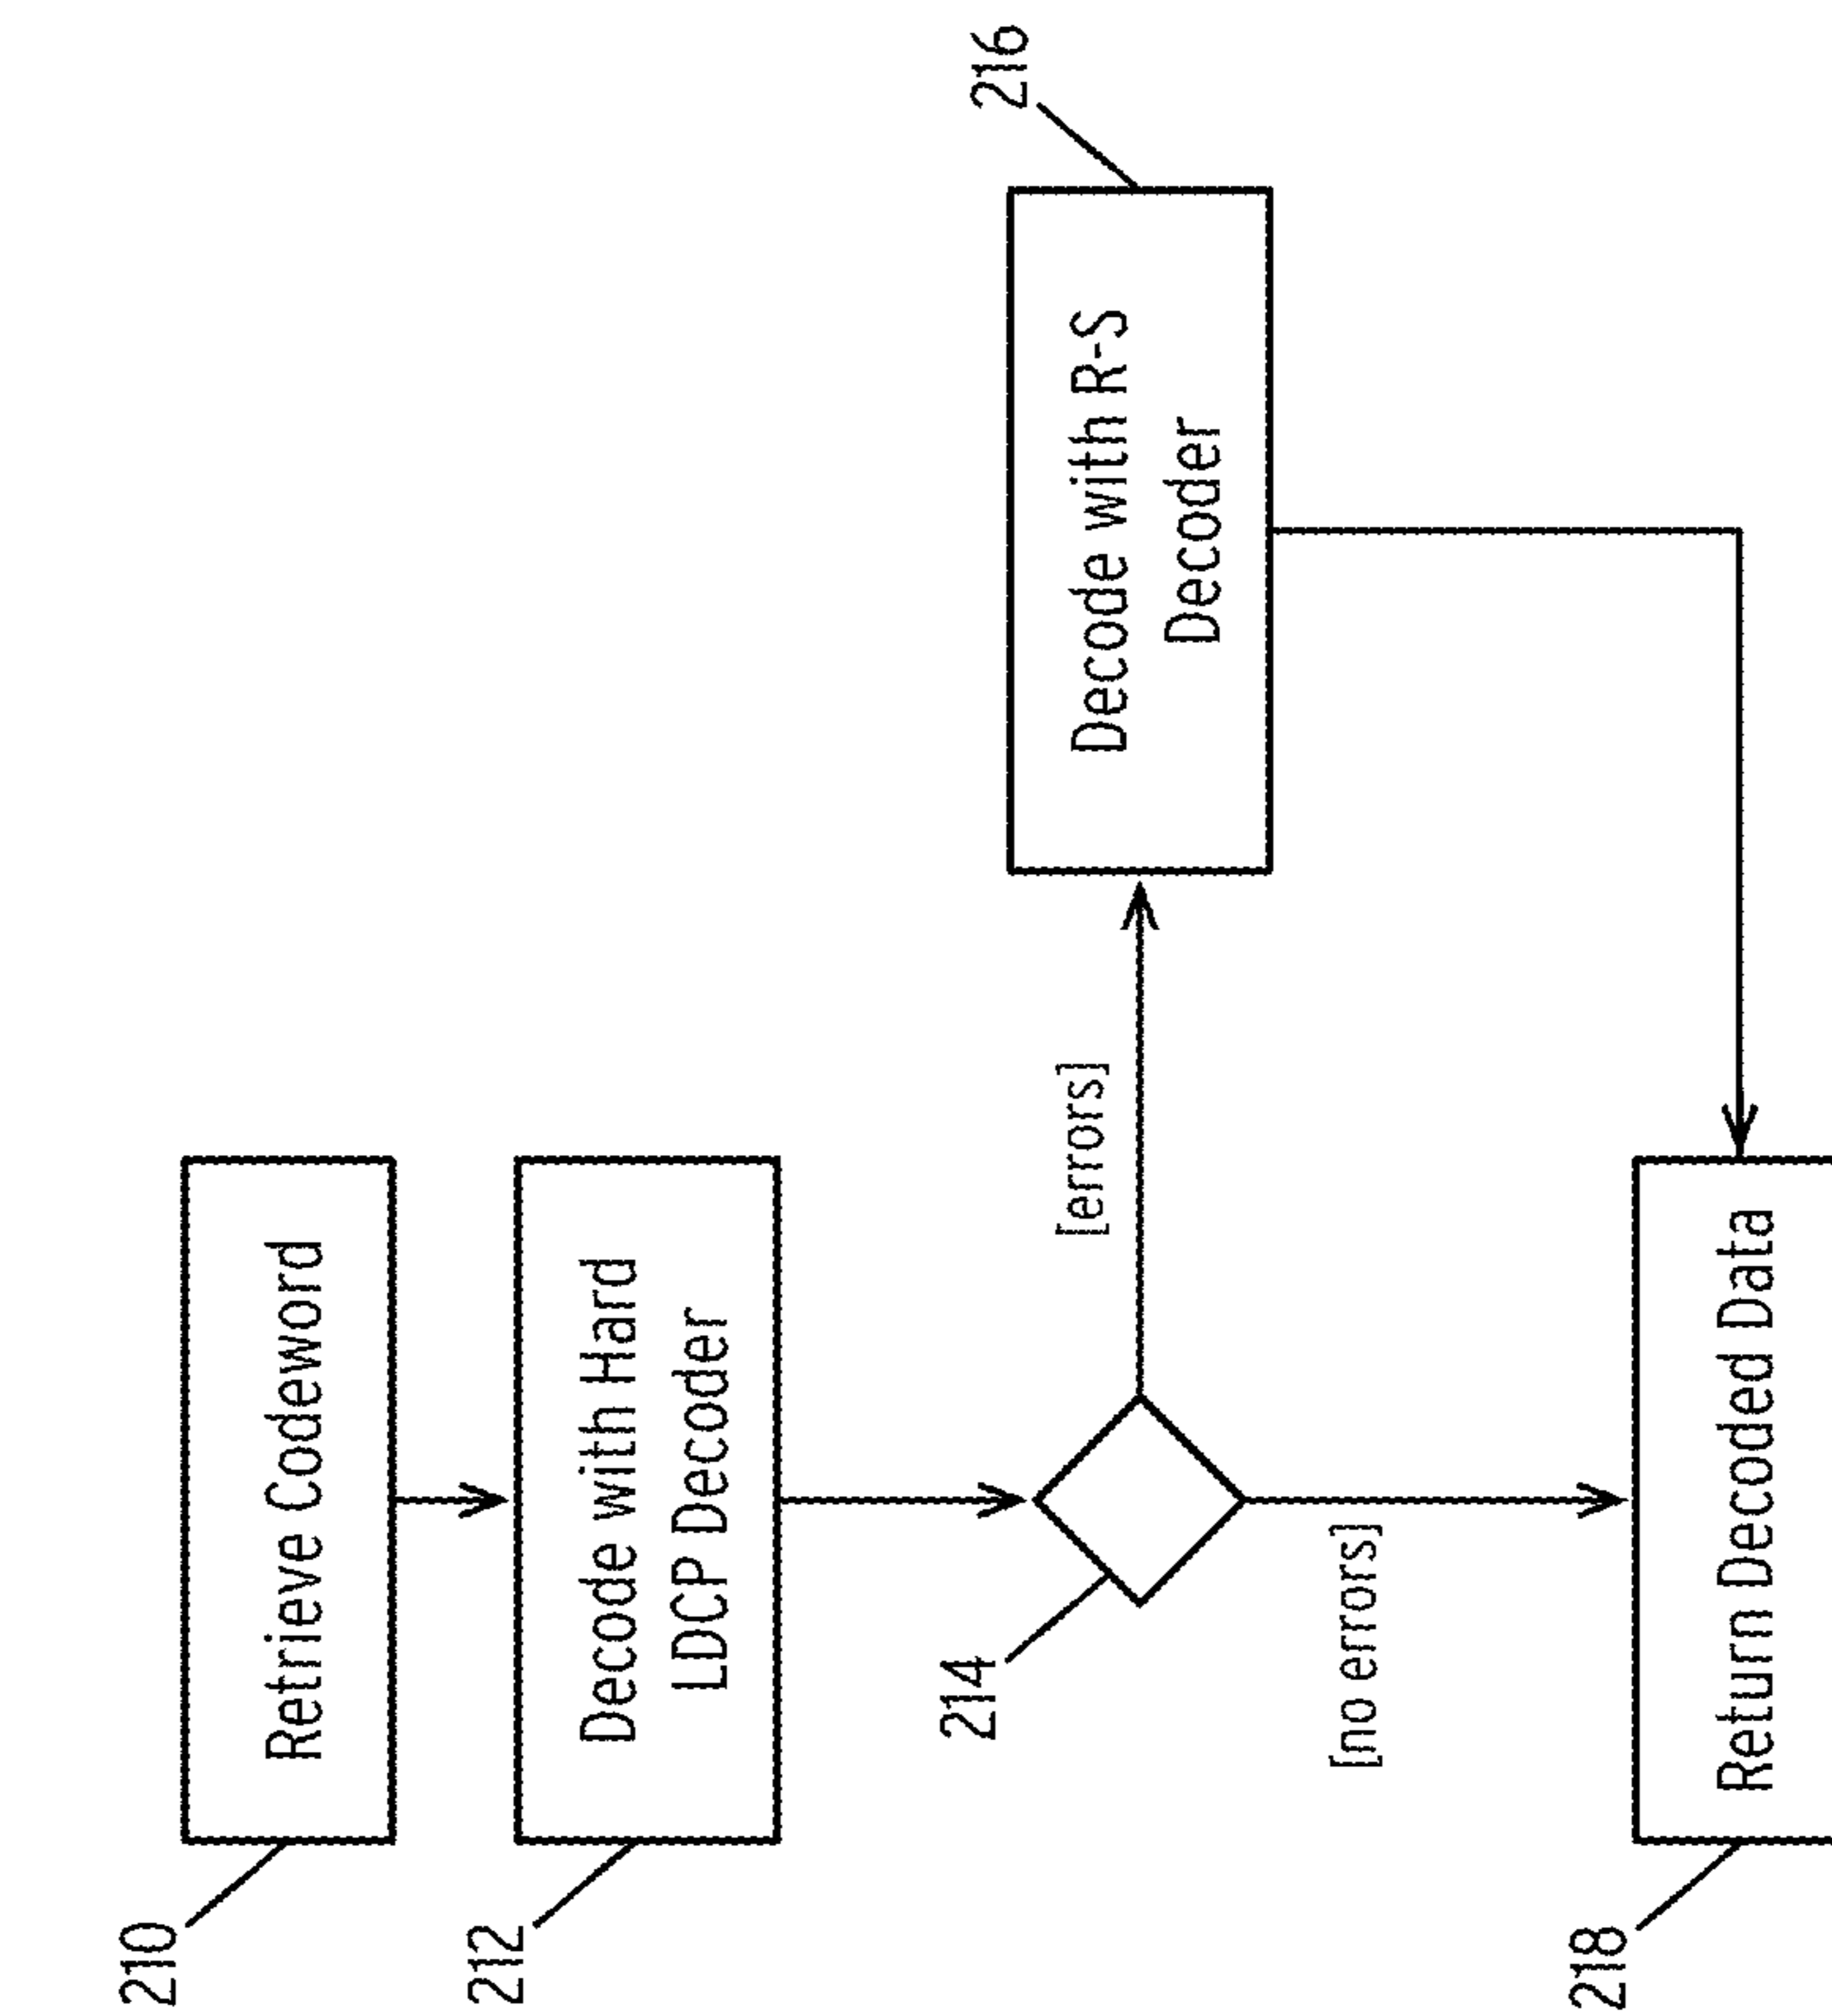 210
Retrieve Codeword
212
Decode with Hard
LDCP Decoder
214
[errors]
216
Decode with R-S
Decoder
[no errors]
218
Return Decoded Data